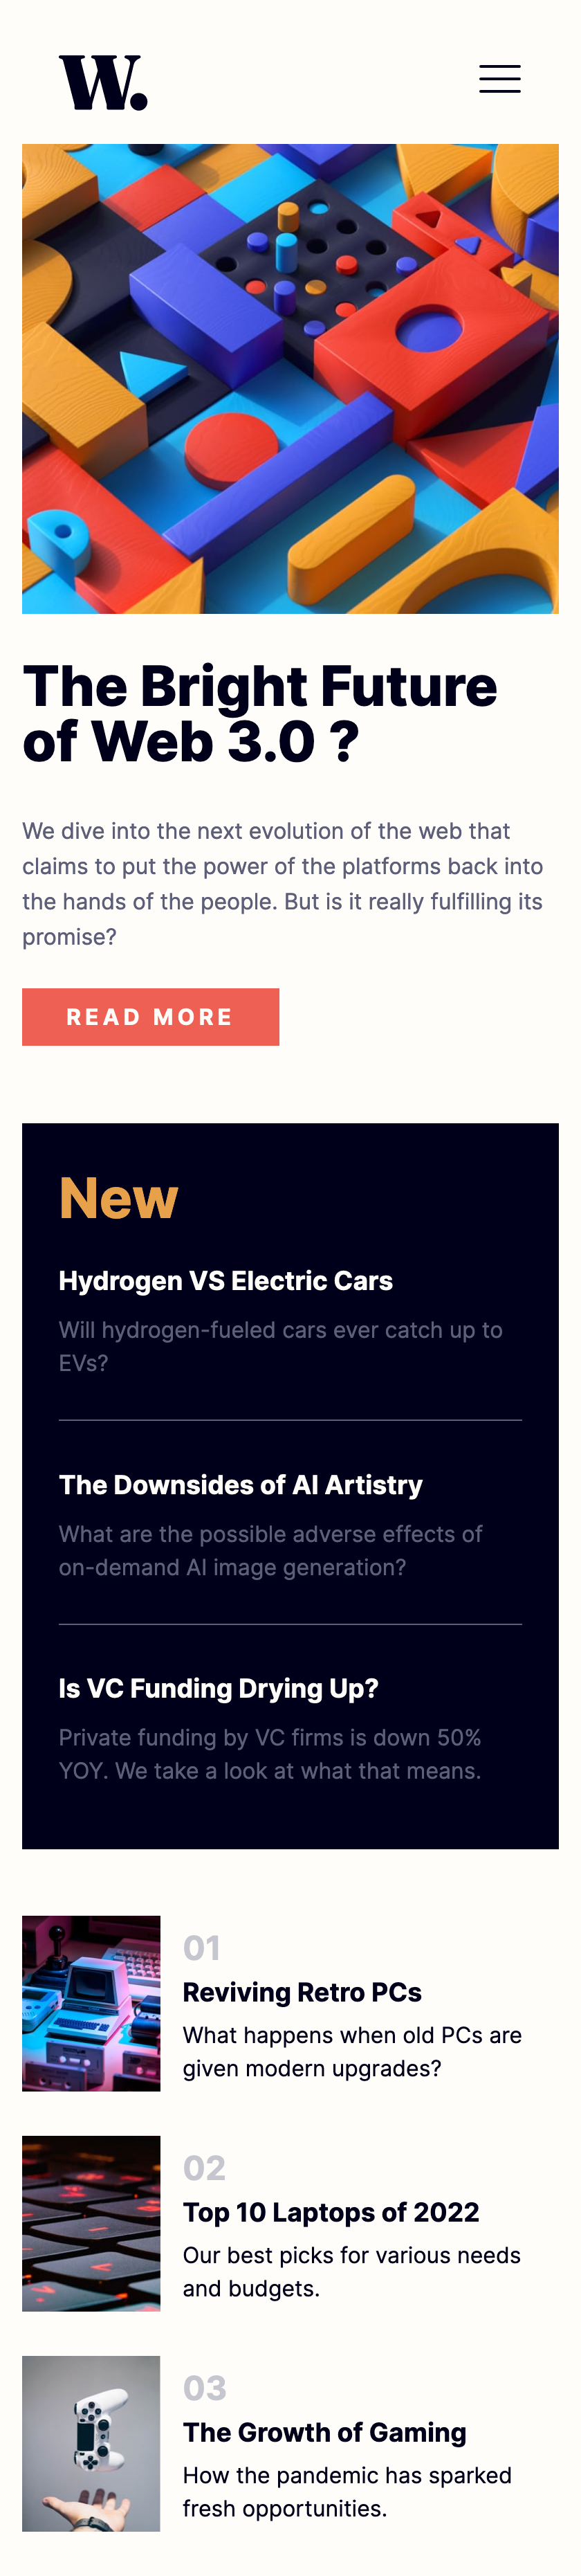 W.
The Bright Future
of Web 3.0 ?
We dive into the next evolution of the web that
claims to put the power of the platforms back into
the hands of the people. But is it really fulfilling its
promise?
READ MORE
New
Hydrogen VS Electric Cars
Will hydrogen-fueled cars ever catch up to
EVs?
The Downsides of AI Artistry
What are the possible adverse effects of
on-demand AI image generation?
Is VC Funding Drying Up?
Private funding by VC firms is down 50%
YOY. We take a look at what that means.
01
Reviving Retro PCs
What happens when old PCs are
given modern upgrades?
02
Top 10 Laptops of 2022
Our best picks for various needs
and budgets.
03
The Growth of Gaming
How the pandemic has sparked
fresh opportunities.